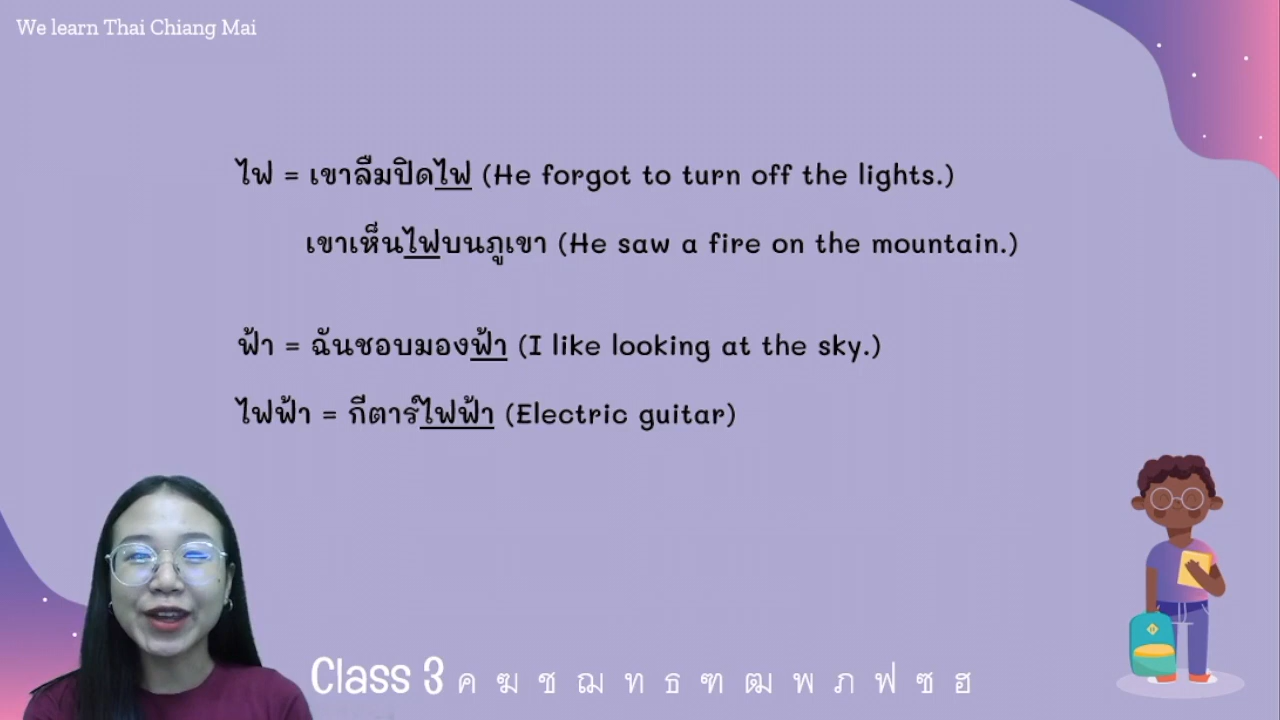 We learn Thai Chiang Mai
ไฟ = เขาลืมปิดไฟ (He forgot to turn off the lights.)
เขาเห็นไฟบนภูเขา (He saw a fire on the mountain.)
ฟ้า = ฉันชอบมองฟ้า (I like looking at the sky.)
ไฟฟ้า = กีตาร์ไฟฟ้า (Electric guitar)
Class 3 ค ฆ ช ฌ ท ธ ฑ ฒ พ ภ ฟ ซ ฮ